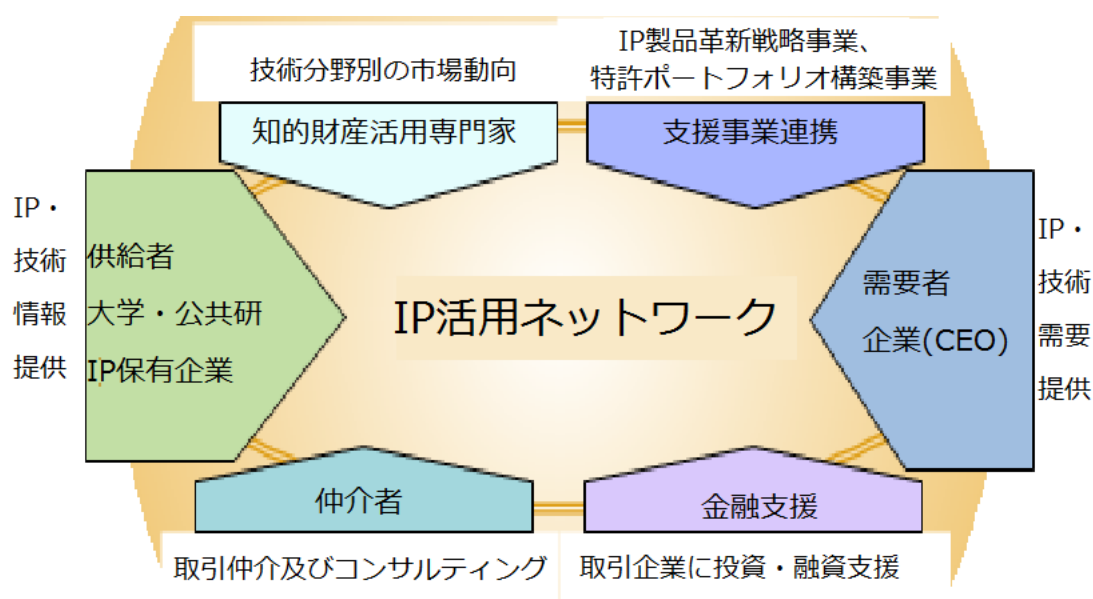 技術分野別の市場動向
IP製品革新戦略事業、
特許ポートフォリオ構築事業
知的財産活用専門家
支援事業連携
IP・
技術
情報
提供
供給者
大学・公共研
IP保有企業
IP活用ネットワーク
需要者
企業(CEO)
IP・
技術
需要
提供
仲介者
金融支援
取引仲介及びコンサルティング
取引企業に投資・融資支援